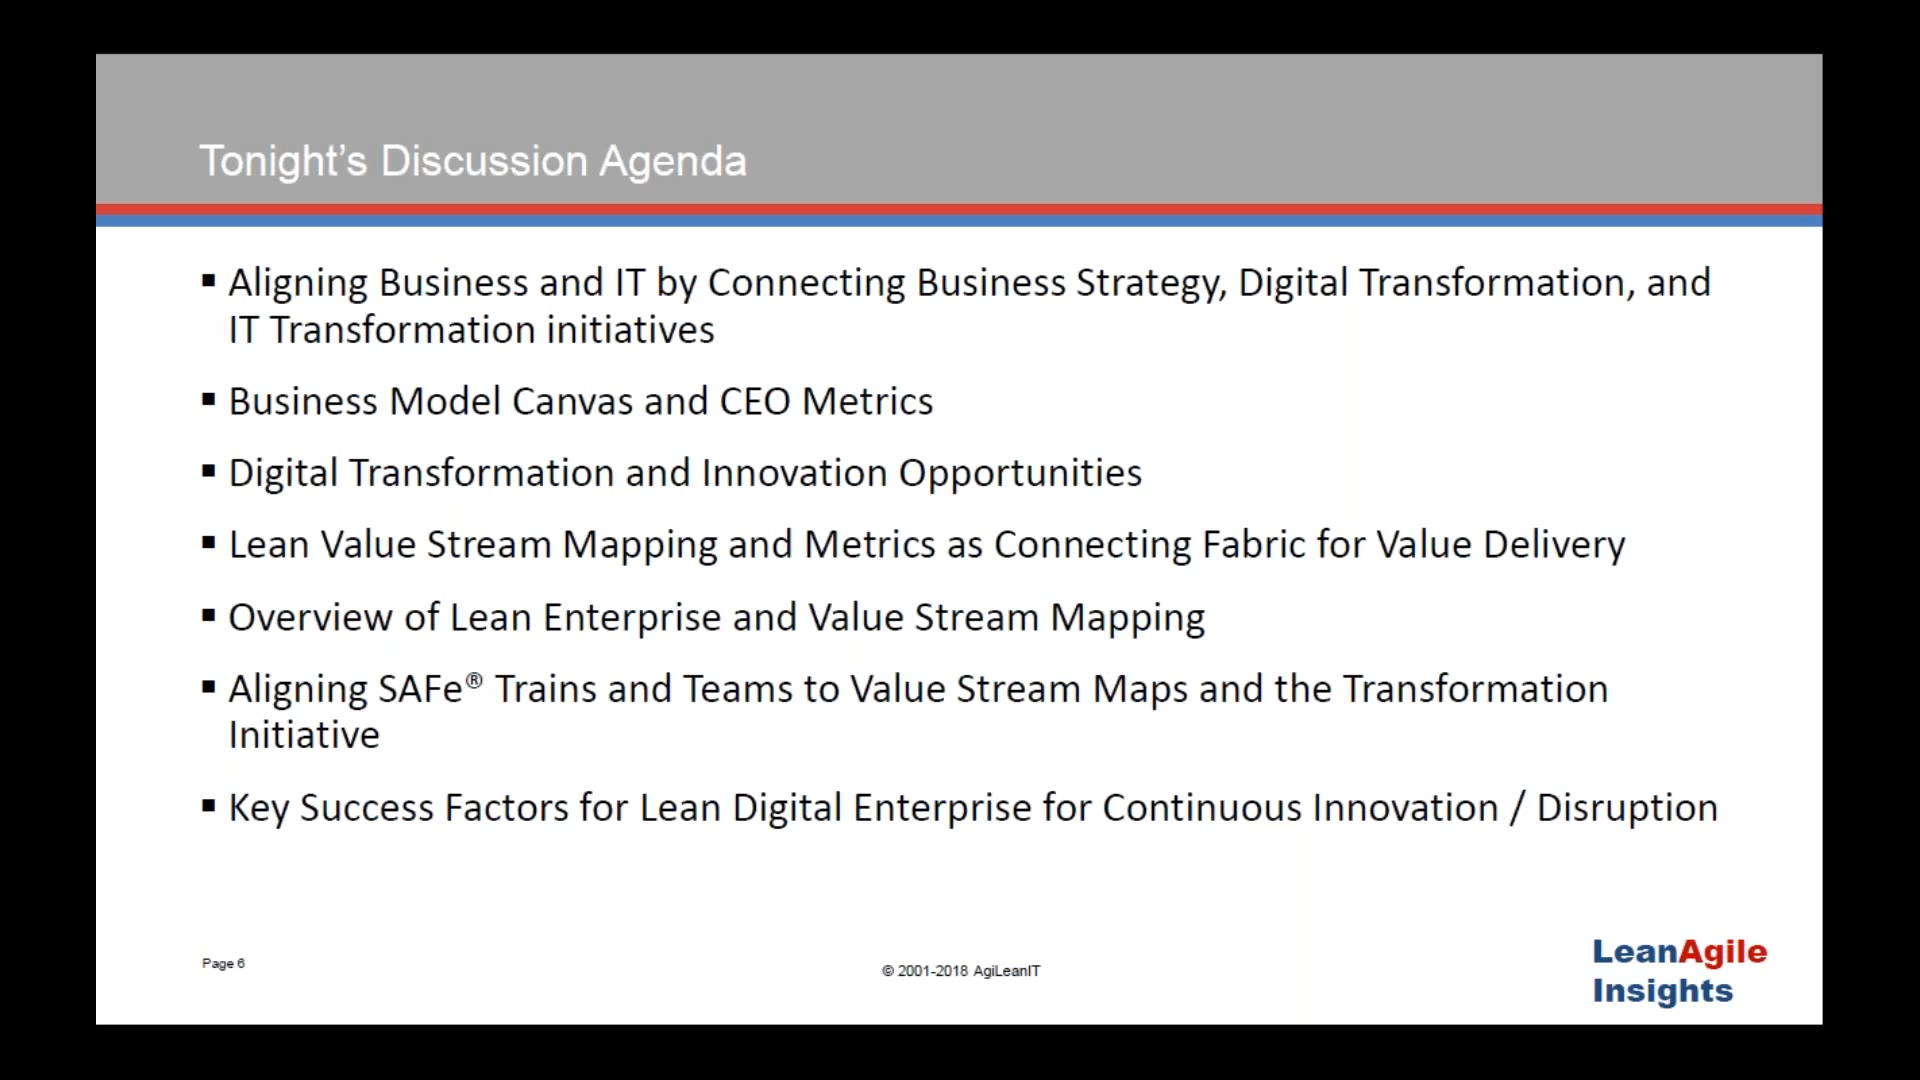 Tonight’s Discussion Agenda
▪ Aligning Business and IT by Connecting Business Strategy, Digital Transformation, and
IT Transformation initiatives
▪ Business Model Canvas and CEO Metrics
▪ Digital Transformation and Innovation Opportunities
▪ Lean Value Stream Mapping and Metrics as Connecting Fabric for Value Delivery
▪ Overview of Lean Enterprise and Value Stream Mapping
▪ Aligning SAFe® Trains and Teams to Value Stream Maps and the Transformation
Initiative
▪ Key Success Factors for Lean Digital Enterprise for Continuous Innovation / Disruption
Page 6
© 2001-2018 AgiLeanIT
LeanAgile
Insights